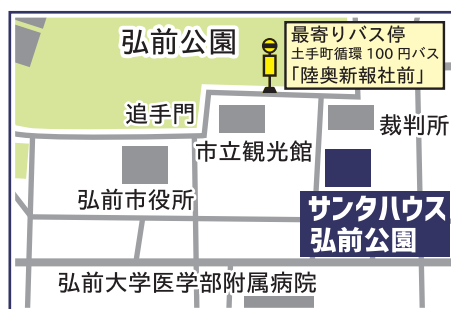 弘前公園
最寄りバス停
土手町循環 100 円バス
「陸奥新報社前」
追手門
裁判所
市立観光館
弘前市役所
サンタハウス
弘前公園
弘前大学医学部附属病院